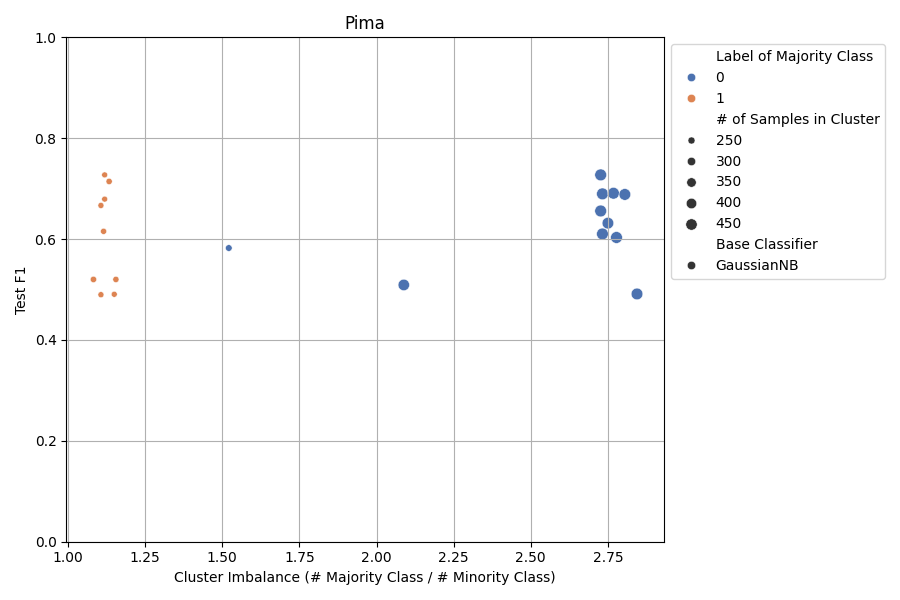 Pima
1.0
0.8
0.6
0.4
0.2
0.0
Test F1
1.00 1.25 1.50 1.75 2.00 2.25 2.50 2.75
Cluster Imbalance (# Majority Class / # Minority Class)
Label of Majority Class
0
1
# of Samples in Cluster
250
300
350
400
450
Base Classifier
GaussianNB